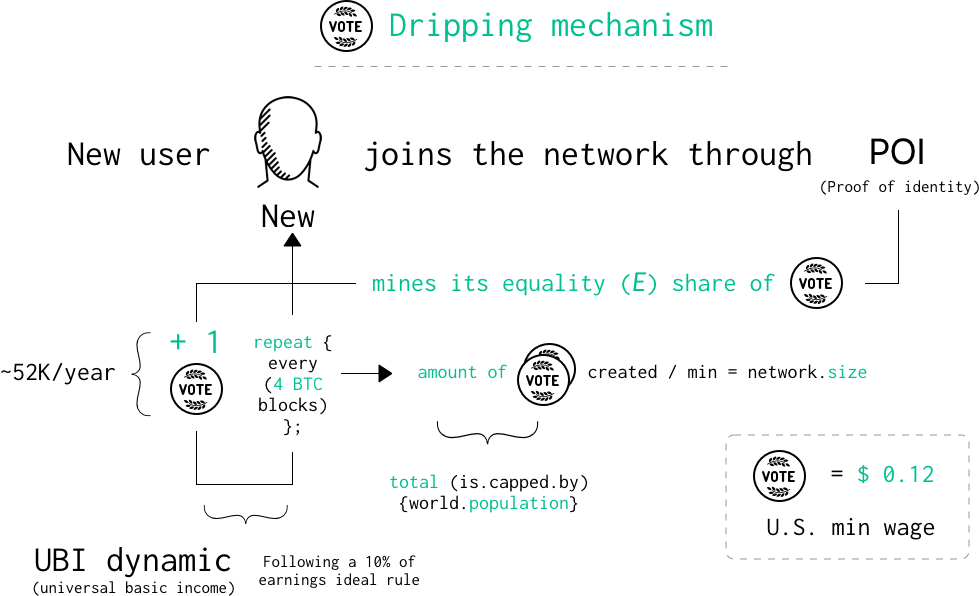 VOTE Dripping mechanism
New user
joins the network through
POI
(Proof of identity)
New
mines its equality (E) share of VOTE
~52K/year
+ 1
VOTE
repeat {
every
(4 BTC
blocks)
};
amount of VOTE created / min = network.size
total (is.capped.by)
{world.population}
VOTE = $ 0.12
U.S. min wage
UBI dynamic
(universal basic income)
Following a 10% of
earnings ideal rule